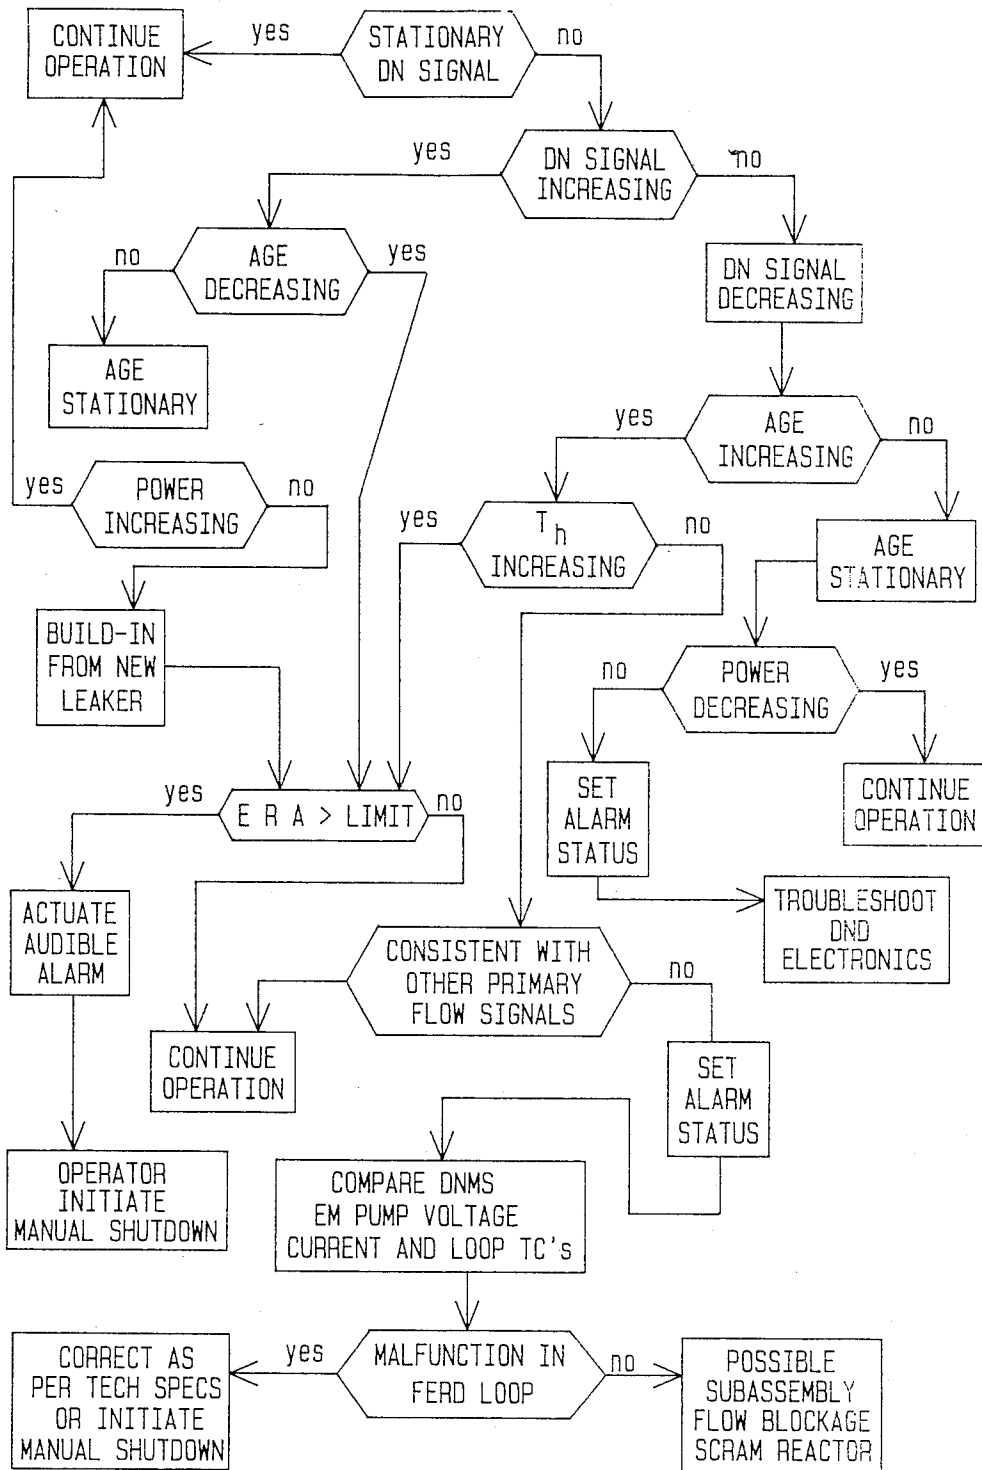 CONTINUE
OPERATION
yes
STATIONARY
DN SIGNAL
no
yes
DN SIGNAL
INCREASING
no
no
AGE
DECREASING
yes
DN SIGNAL
DECREASING
AGE
STATIONARY
yes
AGE
INCREASING
no
yes
POWER
INCREASING
no
yes
Th
INCREASING
no
AGE
STATIONARY
BUILD-IN
FROM NEW
LEAKER
no
POWER
DECREASING
yes
yes
E R A > LIMIT
no
SET
ALARM
STATUS
CONTINUE
OPERATION
ACTUATE
AUDIBLE
ALARM
CONSISTENT WITH
OTHER PRIMARY
FLOW SIGNALS
no
TROUBLESHOOT
DND
ELECTRONICS
CONTINUE
OPERATION
SET
ALARM
STATUS
OPERATOR
INITIATE
MANUAL SHUTDOWN
COMPARE DNMS
EM PUMP VOLTAGE
CURRENT AND LOOP TC's
CORRECT AS
PER TECH SPECS
OR INITIATE
MANUAL SHUTDOWN
yes
MALFUNCTION IN
FERD LOOP
no
POSSIBLE
SUBASSEMBLY
FLOW BLOCKAGE
SCRAM REACTOR